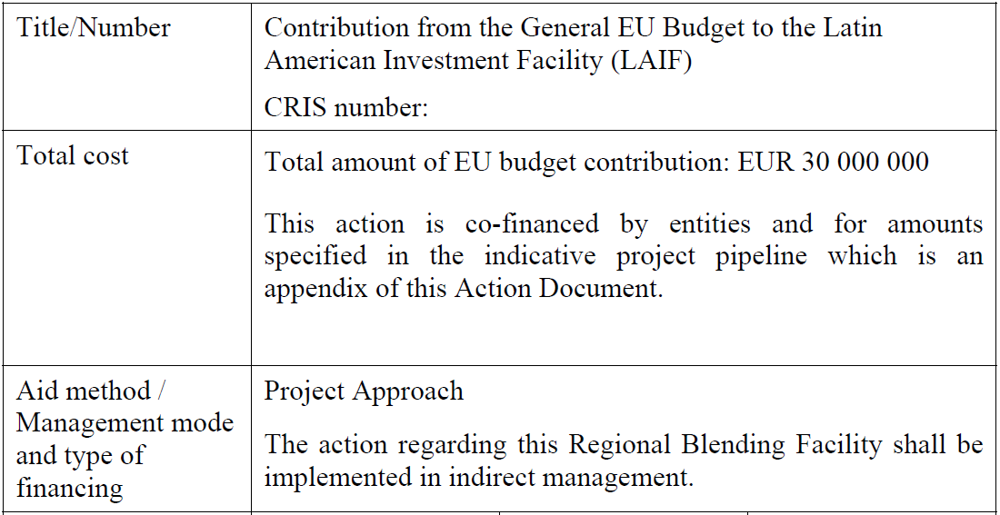 Title/Number
Contribution from the General EU Budget to the Latin
American Investment Facility (LAIF)
CRIS number:
Total cost
Total amount of EU budget contribution: EUR 30 000 000
This action is co-financed by entities and for amounts
specified in the indicative project pipeline which is an
appendix of this Action Document.
Aid method /
Management mode
and type of
financing
Project Approach
The action regarding this Regional Blending Facility shall be
implemented in indirect management.